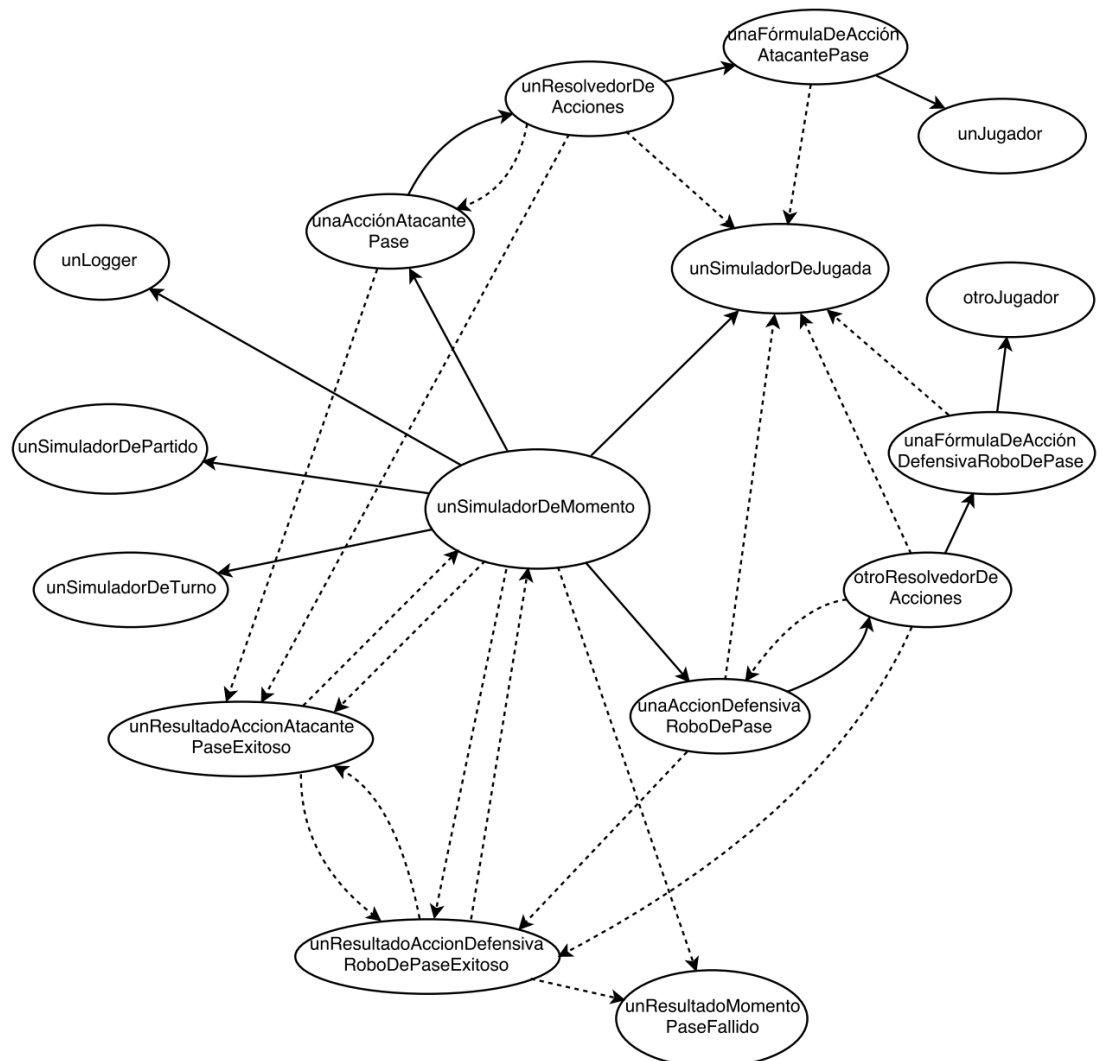 unaFórmulaDeAcción
AtacantePase
unResolvedorDe
Acciones
unJugador
unaAcciónAtacante
Pase
unLogger
unSimuladorDeJugada
otroJugador
unSimuladorDePartido
unaFórmulaDeAcción
DefensivaRoboDePase
unSimuladorDeMomento
unSimuladorDeTurno
otroResolvedorDe
Acciones
unaAccionDefensiva
RoboDePase
unResultadoAccionAtacante
PaseExitoso
unResultadoAccionDefensiva
RoboDePaseExitoso
unResultadoMomento
PaseFallido